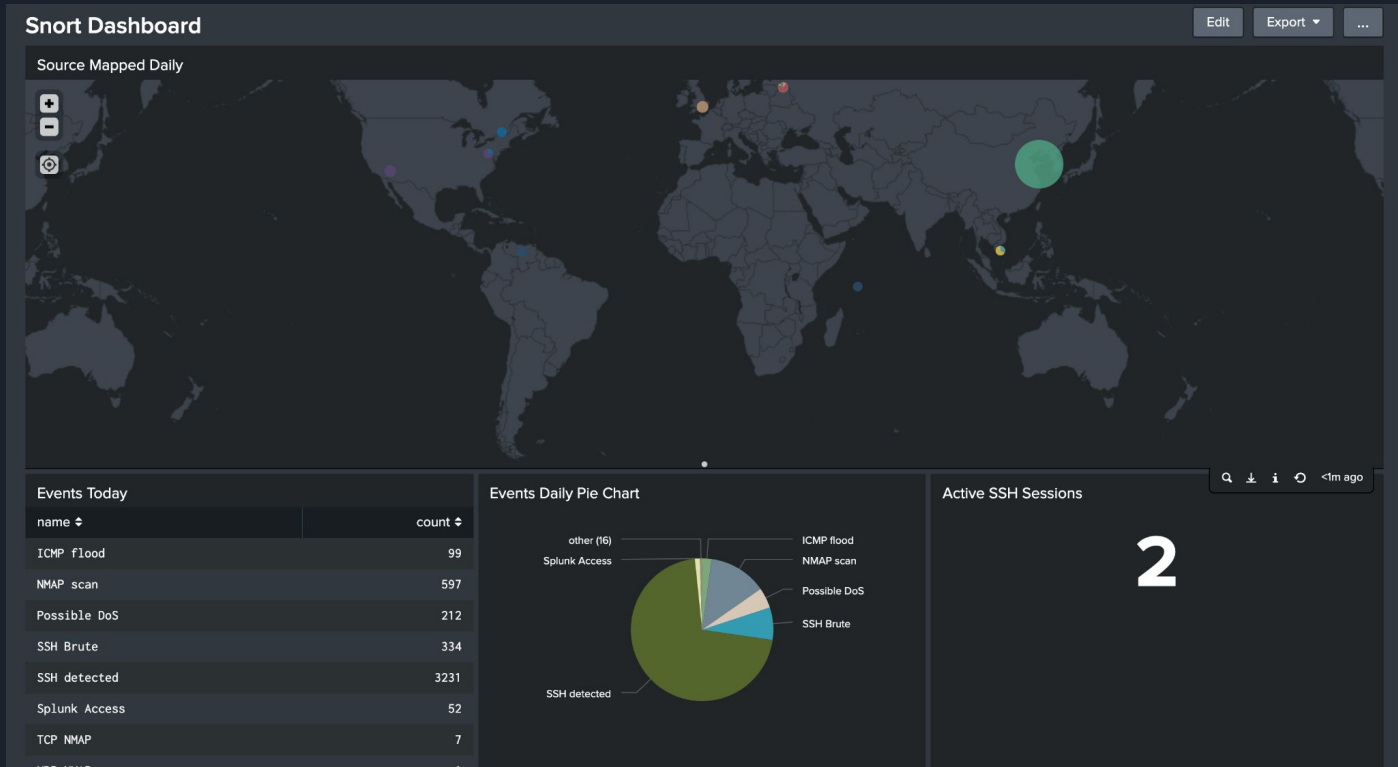 Snort Dashboard
Edit
Export
...
Source Mapped Daily
<1m ago
Events Today
name
count
ICMP flood 99
NMAP scan 597
Possible DoS 212
SSH Brute 334
SSH detected 3231
Splunk Access 52
TCP NMAP 7
Events Daily Pie Chart
other (16)
Splunk Access
SSH detected
ICMP flood
NMAP scan
Possible DoS
SSH Brute
Active SSH Sessions
2